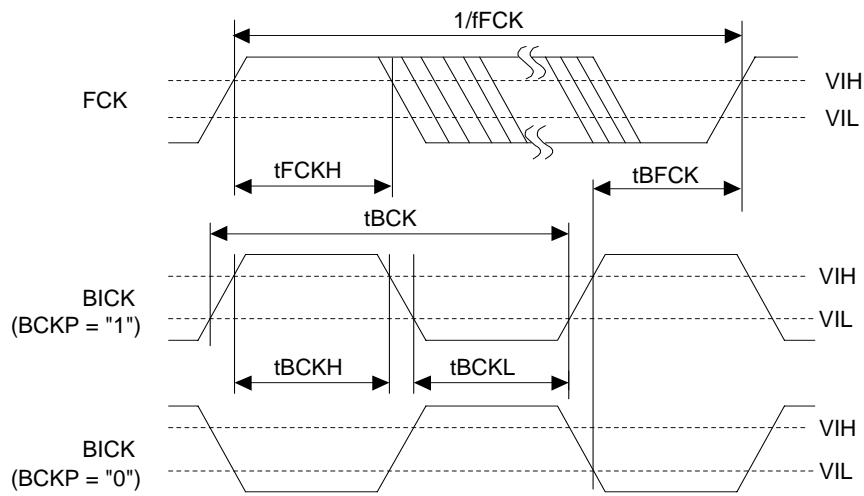 1/fFCK
VIH
FCK
VIL
tFCKH
tBFCK
tBCK
VIH
BICK
(BCKP = "1")
VIL
tBCKH
tBCKL
VIH
BICK
(BCKP = "0")
VIL